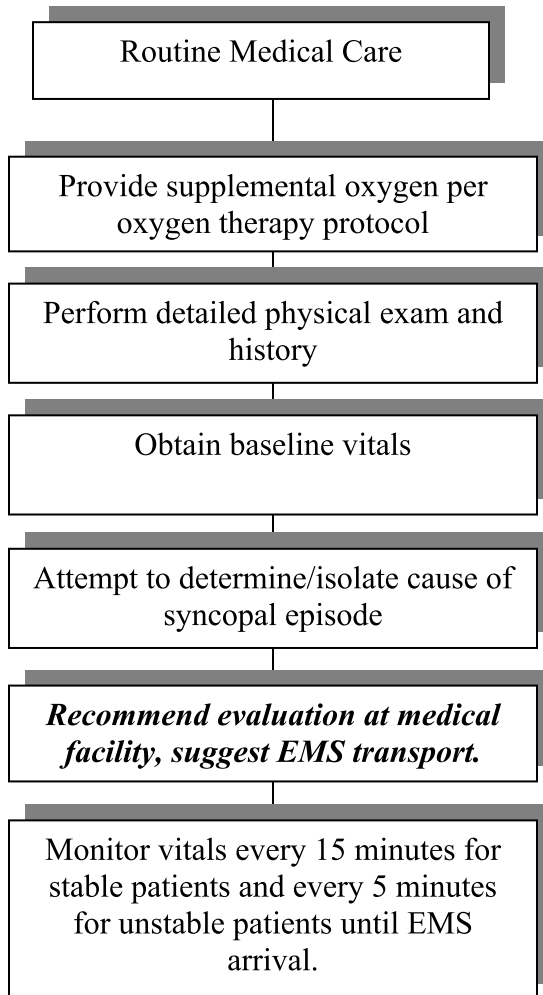 Routine Medical Care
Provide supplemental oxygen per
oxygen therapy protocol
Perform detailed physical exam and
history
Obtain baseline vitals
Attempt to determine/isolate cause of
syncopal episode
Recommend evaluation at medical
facility, suggest EMS transport.
Monitor vitals every 15 minutes for
stable patients and every 5 minutes
for unstable patients until EMS
arrival.